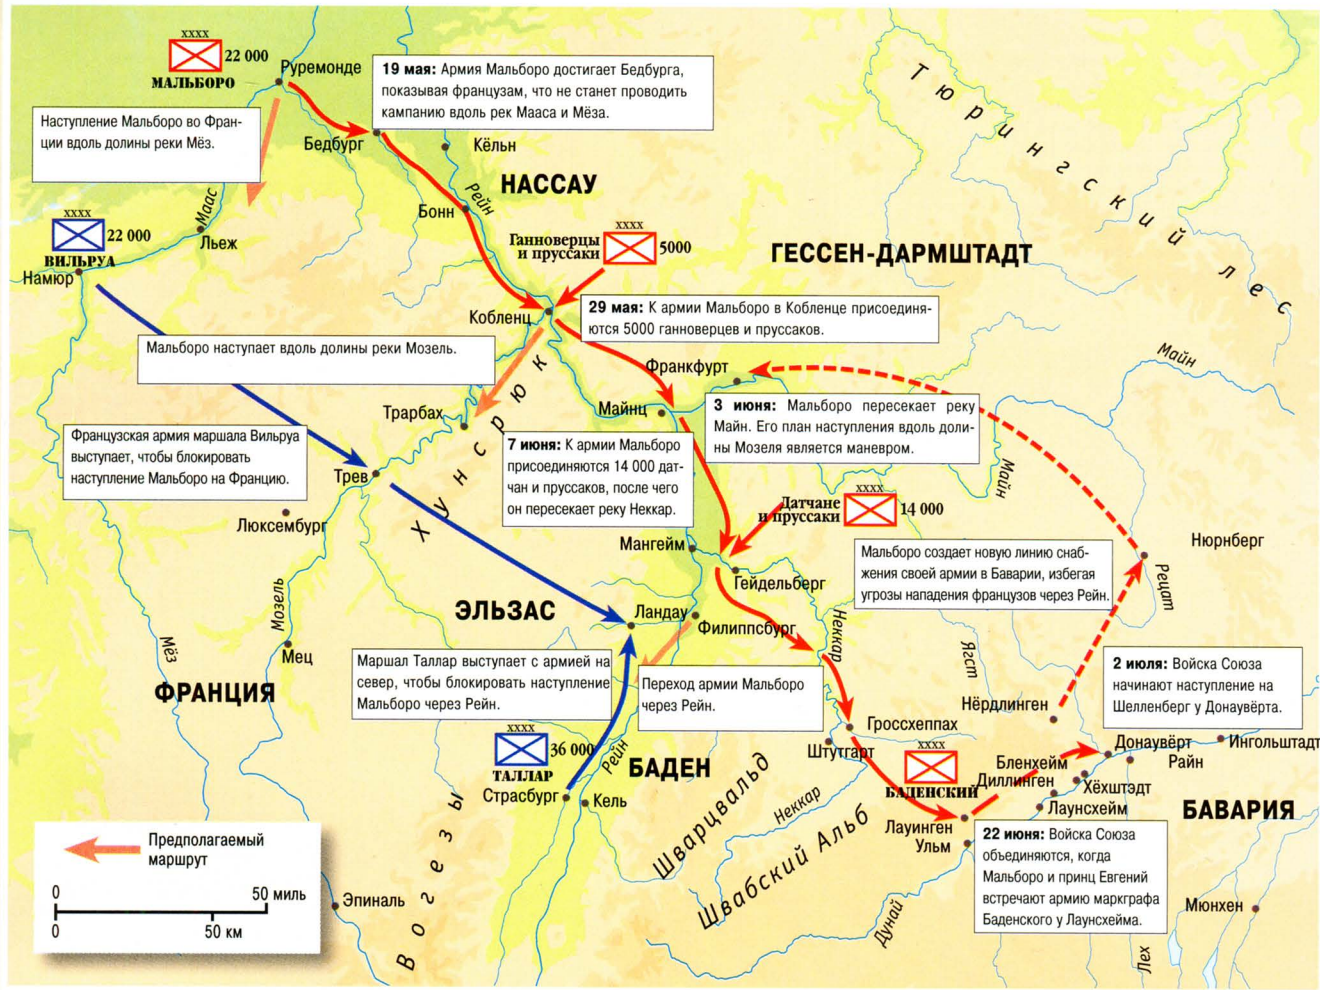 XXXX
22 000
МАЛЬБОРО
Руремонде
19 мая: Армия Мальборо достигает Бедбурга,
показывая французам, что не станет проводить
кампанию вдоль рек Мааса и Мёза.
Наступление Мальборо во Фран-
ции вдоль долины реки Мёз.
Бедбург
Кёльн
НАССАУ
Тюрингский лес
Маас
Рейн
Бонн
XXXX
22 000
ВИЛЬРУА
Льеж
Намюр
Ганноверцы
и пруссаки
XXXX
5000
ГЕССЕН-ДАРМШТАДТ
Кобленц
29 мая: К армии Мальборо в Кобленце присоединя-
ются 5000 ганноверцев и пруссаков.
Мальборо наступает вдоль долины реки Мозель.
Франкфурт
Майн
Хунсрюк
Трарбах
Майнц
3 июня: Мальборо пересекает реку
Майн. Его план наступления вдоль доли-
ны Мозеля является маневром.
Французская армия маршала Вильруа
выступает, чтобы блокировать
наступление Мальборо на Францию.
7 июня: К армии Мальборо
присоединяются 14 000 дат-
чан и пруссаков, после чего
он пересекает реку Неккар.
Майн
Трев
Люксембург
Датчане
и пруссаки
XXXX
14 000
Мангейм
Гейдельберг
Мальборо создает новую линию снаб-
жения своей армии в Баварии, избегая
угрозы нападения французов через Рейн.
Нюрнберг
Рецат
Мозель
ЭЛЬЗАС
Ландау
Филиппсбург
Неккар
Ягст
Мёз
Мец
ФРАНЦИЯ
Маршал Таллар выступает с армией на
север, чтобы блокировать наступление
Мальборо через Рейн.
Переход армии Мальборо
через Рейн.
2 июля: Войска Союза
начинают наступление на
Шелленберг у Донаувёрта.
Нёрдлинген
Гроссхеппах
Штутгарт
XXXX
36 000
ТАЛЛАР
Рейн
БАДЕН
XXXX
БАДЕНСКИЙ
Донаувёрт
Ингольштадт
Райн
Бленхейм
Диллинген
Хёхштэдт
Лаунсхейм
БАВАРИЯ
Страсбург
Кель
Шварцвальд
Неккар
Швабский Альб
Лауинген
Ульм
22 июня: Войска Союза
объединяются, когда
Мальборо и принц Евгений
встречают армию маркграфа
Баденского у Лаунсхейма.
Предполагаемый
маршрут
0
50 миль
0
50 км
Эпиналь
Вогезы
Дунай
Лех
Мюнхен